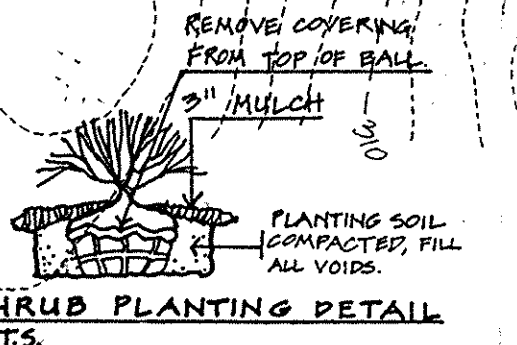 REMOVE COVERING
FROM TOP OF BALL.
3" MULCH
PLANTING SOIL
COMPACTED, FILL
ALL VOIDS.
HRUB PLANTING DETAIL
T.S.